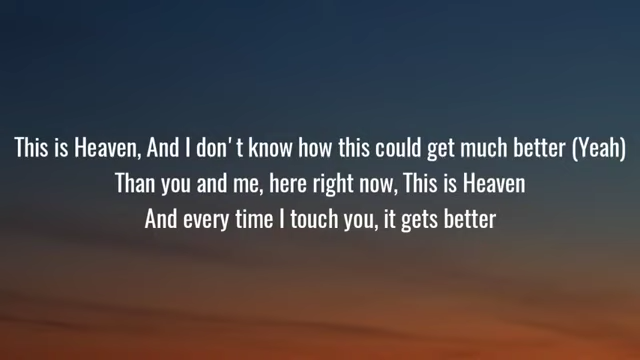 This is Heaven, And I don't know how this could get much better (Yeah)
Than you and me, here right now, This is Heaven
And every time I touch you, it gets better